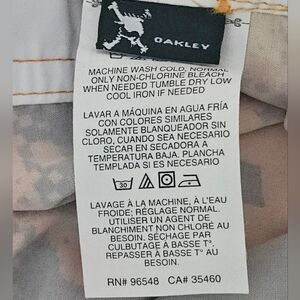 OAKLEY
MACHINE WASH COLD, NORMAL
ONLY NON-CHLORINE BLEACH
WHEN NEEDED TUMBLE DRY LOW
COOL IRON IF NEEDED
LAVAR A MÁQUINA EN AGUA FRÍA
CON COLORES SIMILARES
SOLAMENTE BLANQUEADOR SIN
CLORO, CUANDO SEA NECESARIO
SECAR EN SECADORA A
TEMPERATURA BAJA. PLANCHA
TEMPLADA SI ES NECESARIO
30
LAVAGE À LA MACHINE, À L'EAU
FROIDE; RÉGLAGE NORMAL.
UTILISER UN AGENT DE
BLANCHIMENT NON CHLORÉ AU
BESOIN. SÉCHAGE PAR
CULBUTAGE À BASSE T°.
REPASSER À BASSE T° AU
BESOIN.
RN# 96548 CA# 35460